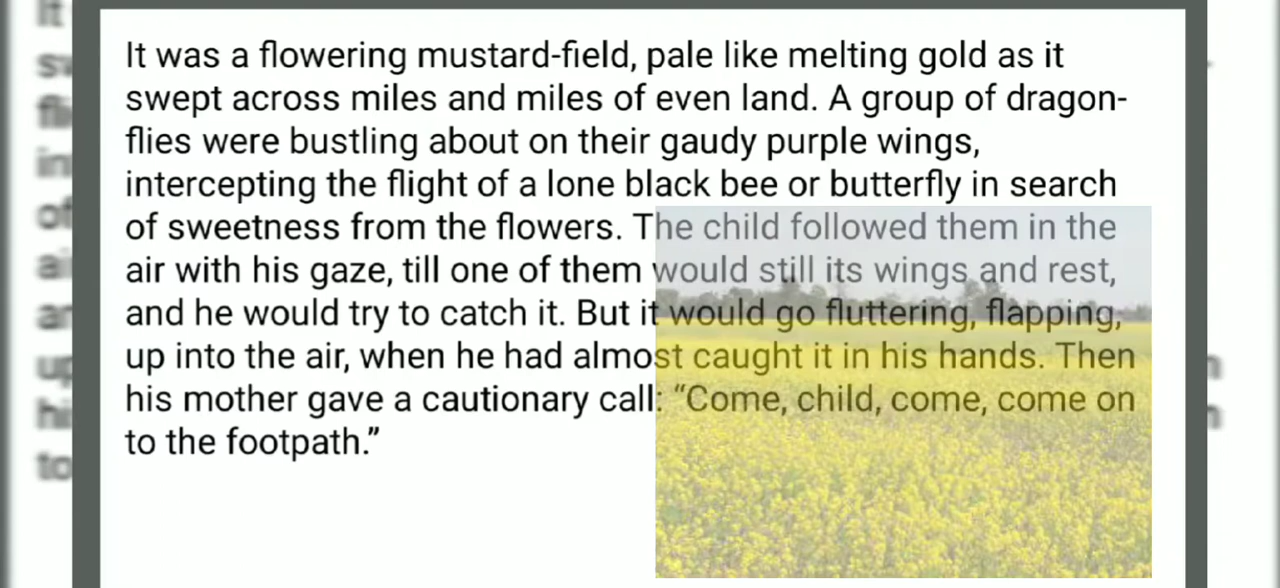 It was a flowering mustard-field, pale like melting gold as it
swept across miles and miles of even land. A group of dragon-
flies were bustling about on their gaudy purple wings,
intercepting the flight of a lone black bee or butterfly in search
of sweetness from the flowers. The child followed them in the
air with his gaze, till one of them would still its wings and rest,
and he would try to catch it. But it would go fluttering, flapping,
up into the air, when he had almost caught it in his hands. Then
his mother gave a cautionary call: “Come, child, come, come on
to the footpath.”